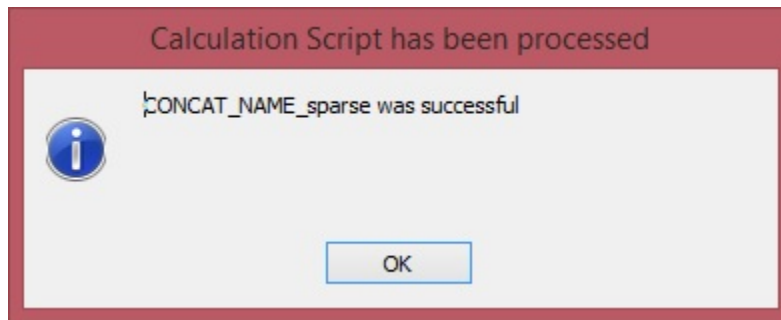 Calculation Script has been processed
CONCAT_NAME_sparse was successful
OK